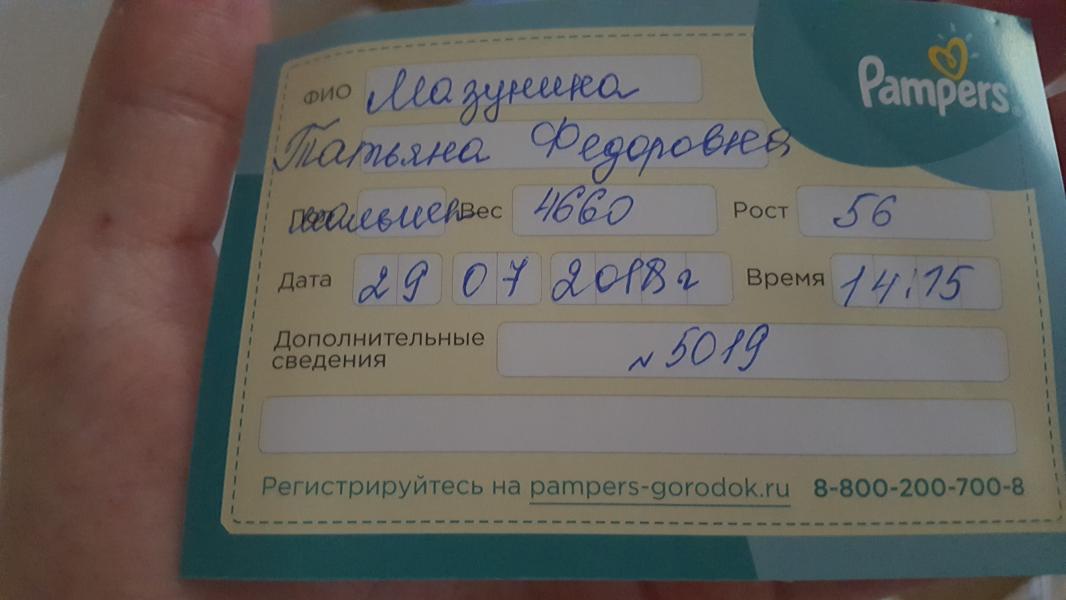 Pampers
ФИО Мазунина
Татьяна Федоровна
Пол мальчик Вес 4660 Рост 56
Дата 29 07 2018г Время 14:15
Дополнительные
сведения N5019
Регистрируйтесь на pampers-gorodok.ru 8-800-200-700-8